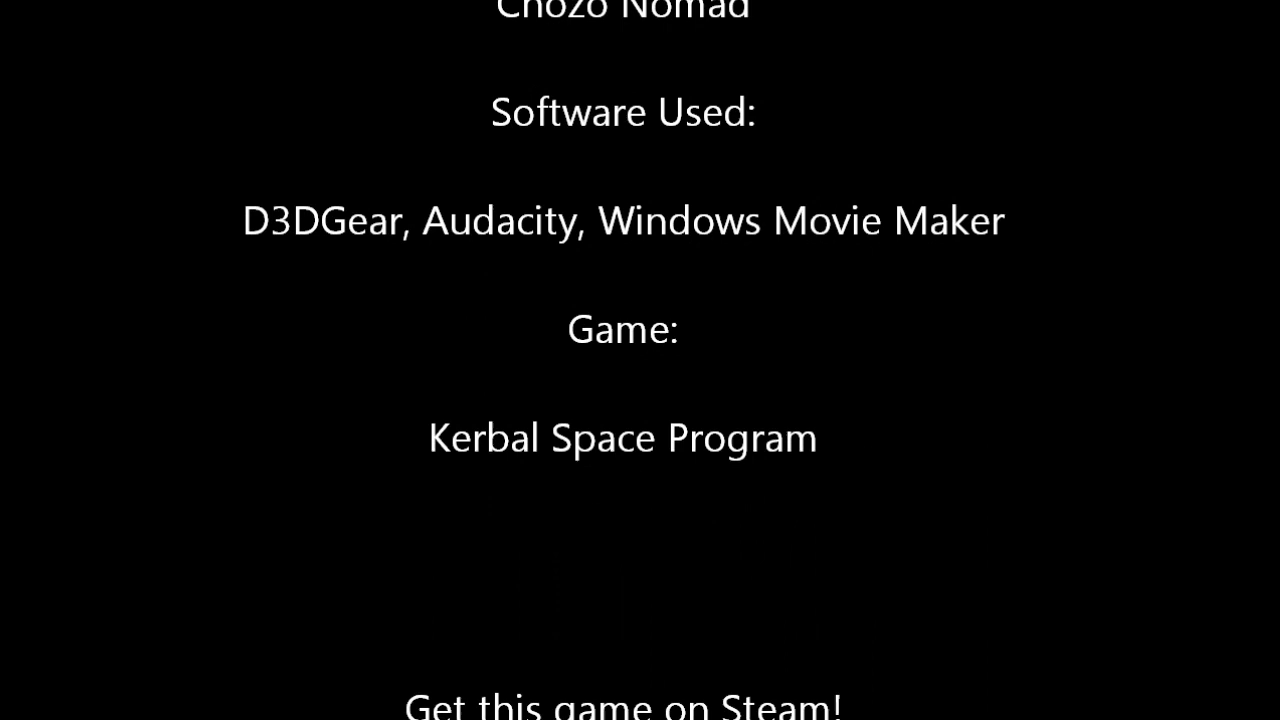 Chozo Nomad
Software Used:
D3DGear, Audacity, Windows Movie Maker
Game:
Kerbal Space Program
Get this game on Steam!